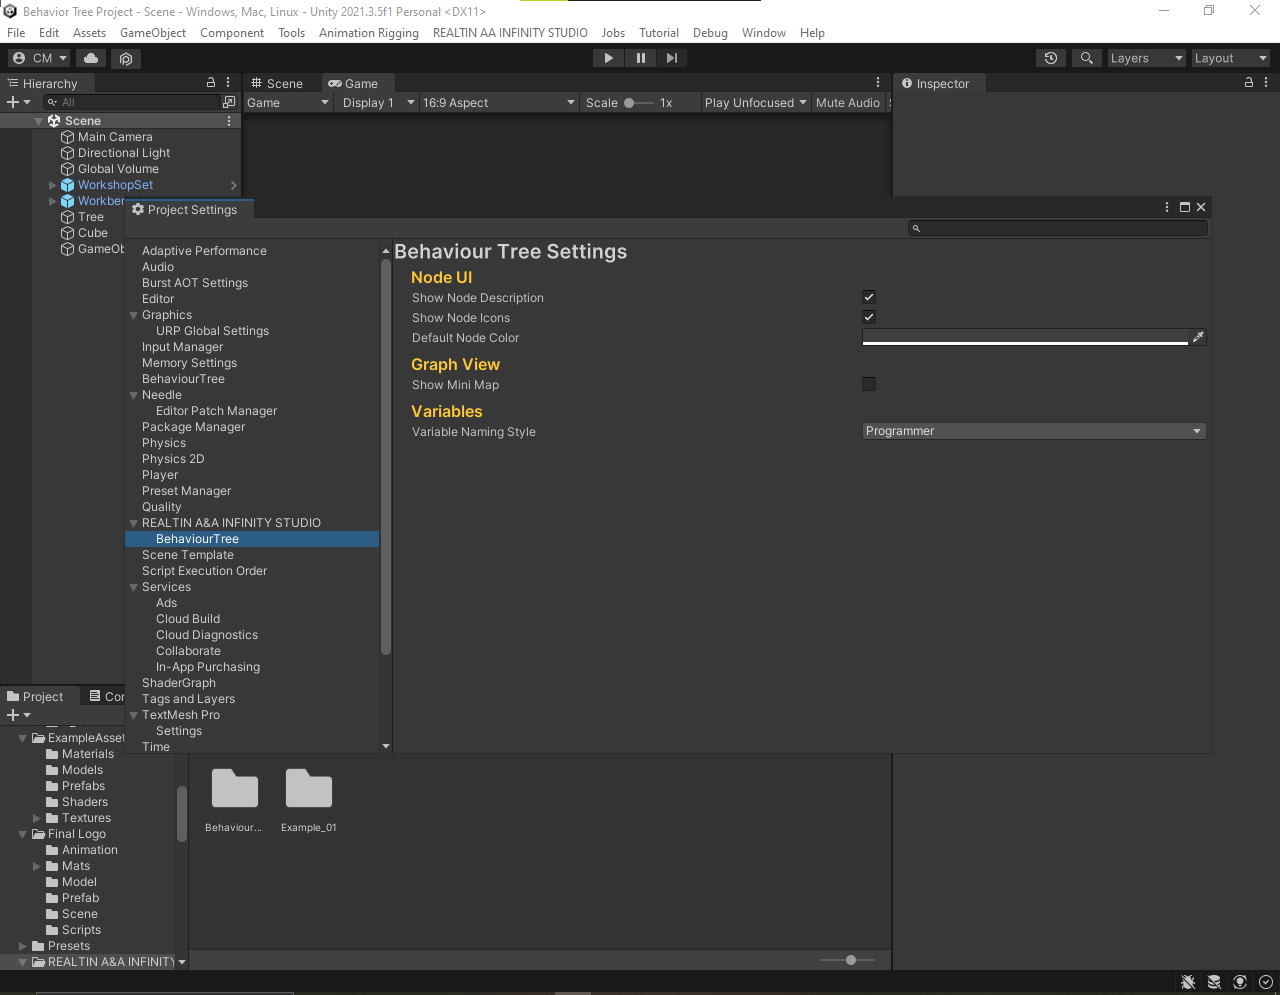 Behavior Tree Project - Scene - Windows, Mac, Linux - Unity 2021.3.5f1 Personal <DX11>
File Edit Assets GameObject Component Tools Animation Rigging REALTIN AA INFINITY STUDIO Jobs Tutorial Debug Window Help
CM Layers Layout
Hierarchy Scene Game Inspector
All Game Display 1 16:9 Aspect Scale 1x Play Unfocused Mute Audio
Scene
Main Camera
Directional Light
Global Volume
WorkshopSet
Workben
Tree
Cube
GameOb
Project Settings
Adaptive Performance
Audio
Burst AOT Settings
Editor
Graphics
URP Global Settings
Input Manager
Memory Settings
BehaviourTree
Needle
Editor Patch Manager
Package Manager
Physics
Physics 2D
Player
Preset Manager
Quality
REALTIN A&A INFINITY STUDIO
BehaviourTree
Scene Template
Script Execution Order
Services
Ads
Cloud Build
Cloud Diagnostics
Collaborate
In-App Purchasing
ShaderGraph
Tags and Layers
TextMesh Pro
Settings
Time
Behaviour Tree Settings
Node UI
Show Node Description
Show Node Icons
Default Node Color
Graph View
Show Mini Map
Variables
Variable Naming Style Programmer
Project Con
ExampleAsset
Materials
Models
Prefabs
Shaders
Textures
Final Logo
Animation
Mats
Model
Prefab
Scene
Scripts
Presets
REALTIN A&A INFINITY
Behaviour... Example_01